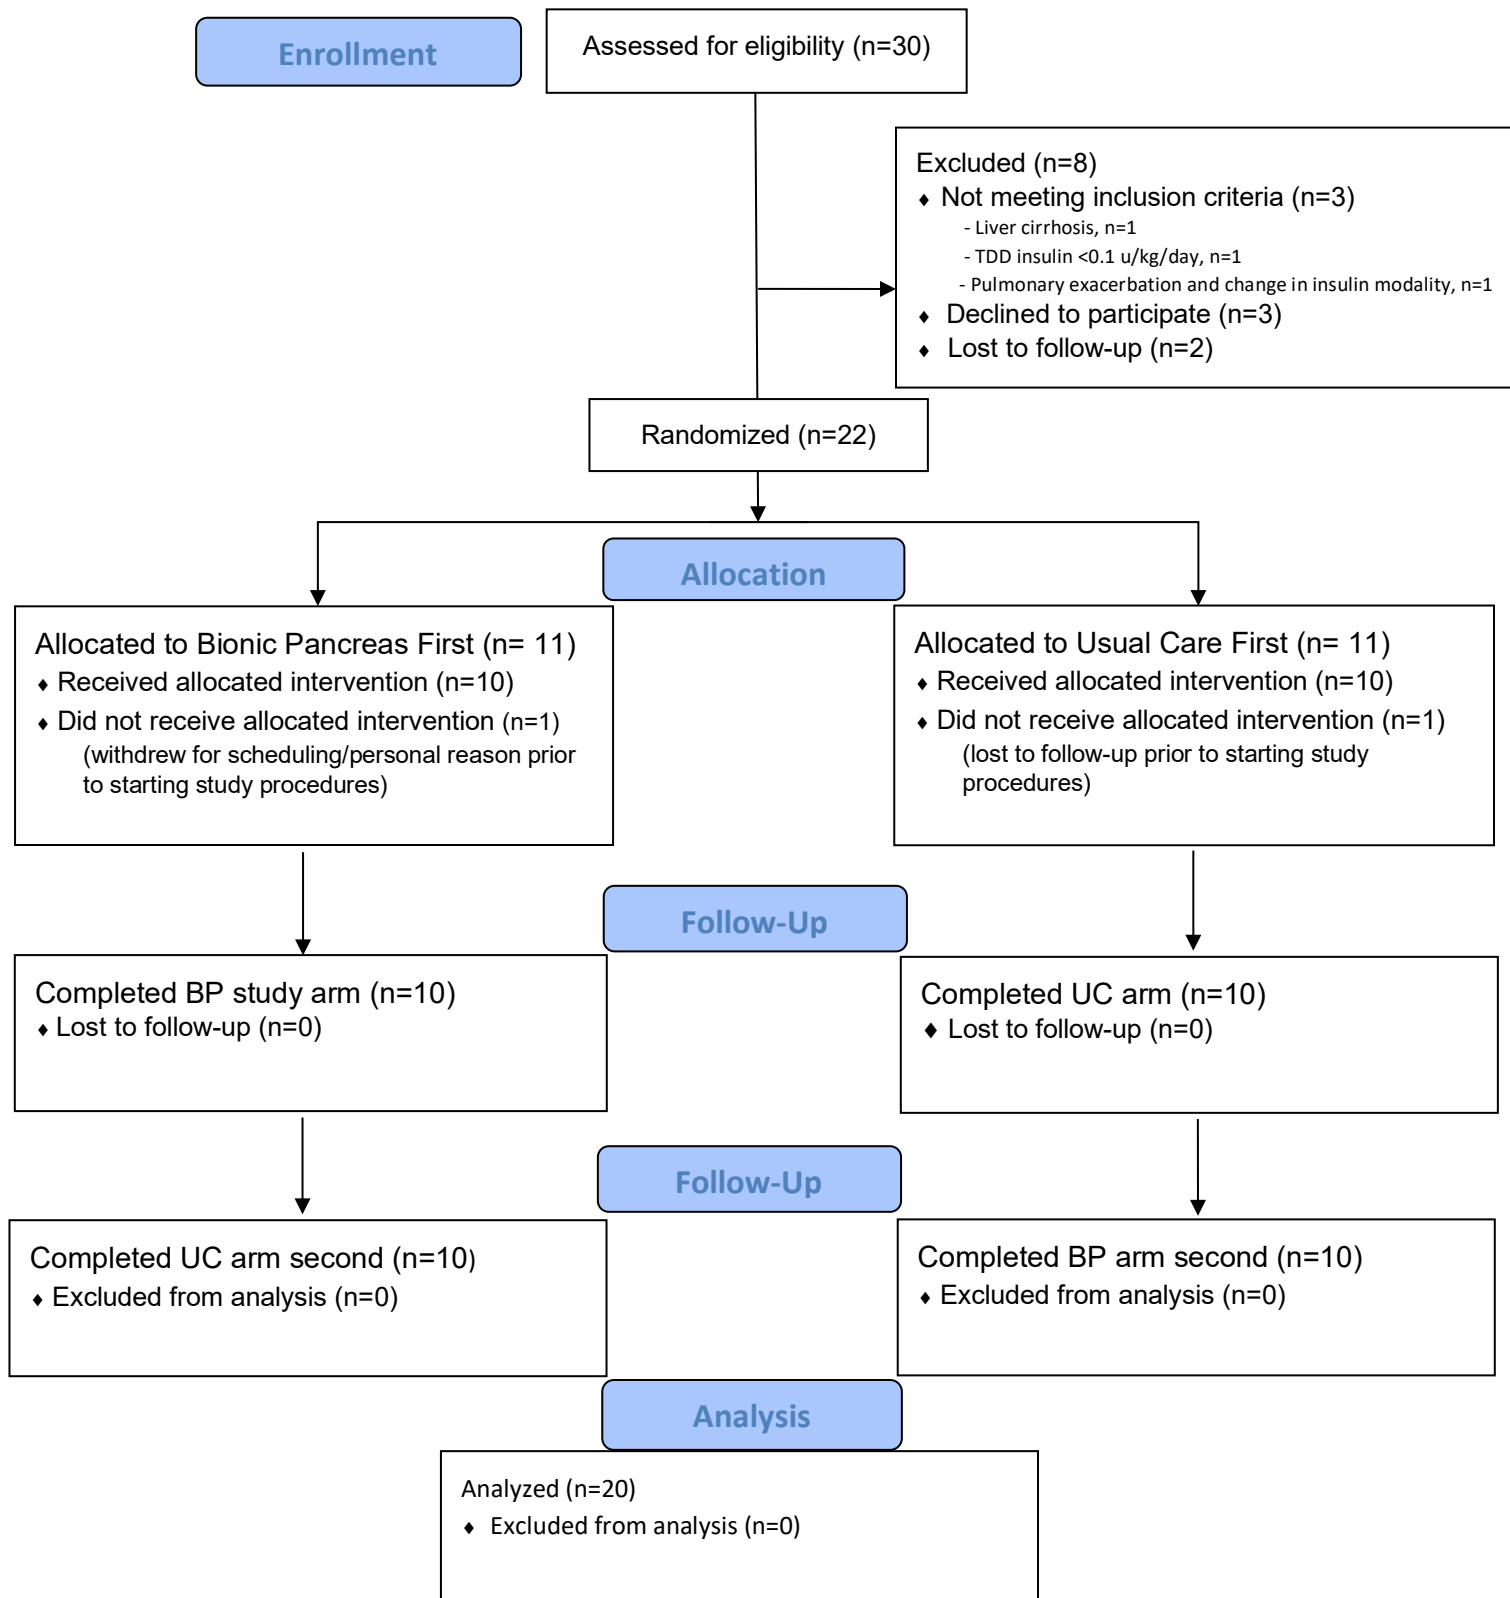 Enrollment
Assessed for eligibility (n=30)
Excluded (n=8)
♦ Not meeting inclusion criteria (n=3)
- Liver cirrhosis, n=1
- TDD insulin <0.1 u/kg/day, n=1
- Pulmonary exacerbation and change in insulin modality, n=1
♦ Declined to participate (n=3)
♦ Lost to follow-up (n=2)
Randomized (n=22)
Allocation
Allocated to Bionic Pancreas First (n= 11)
♦ Received allocated intervention (n=10)
♦ Did not receive allocated intervention (n=1)
(withdrew for scheduling/personal reason prior
to starting study procedures)
Allocated to Usual Care First (n= 11)
♦ Received allocated intervention (n=10)
♦ Did not receive allocated intervention (n=1)
(lost to follow-up prior to starting study
procedures)
Follow-Up
Completed BP study arm (n=10)
♦ Lost to follow-up (n=0)
Completed UC arm (n=10)
♦ Lost to follow-up (n=0)
Follow-Up
Completed UC arm second (n=10)
♦ Excluded from analysis (n=0)
Completed BP arm second (n=10)
♦ Excluded from analysis (n=0)
Analysis
Analyzed (n=20)
♦ Excluded from analysis (n=0)